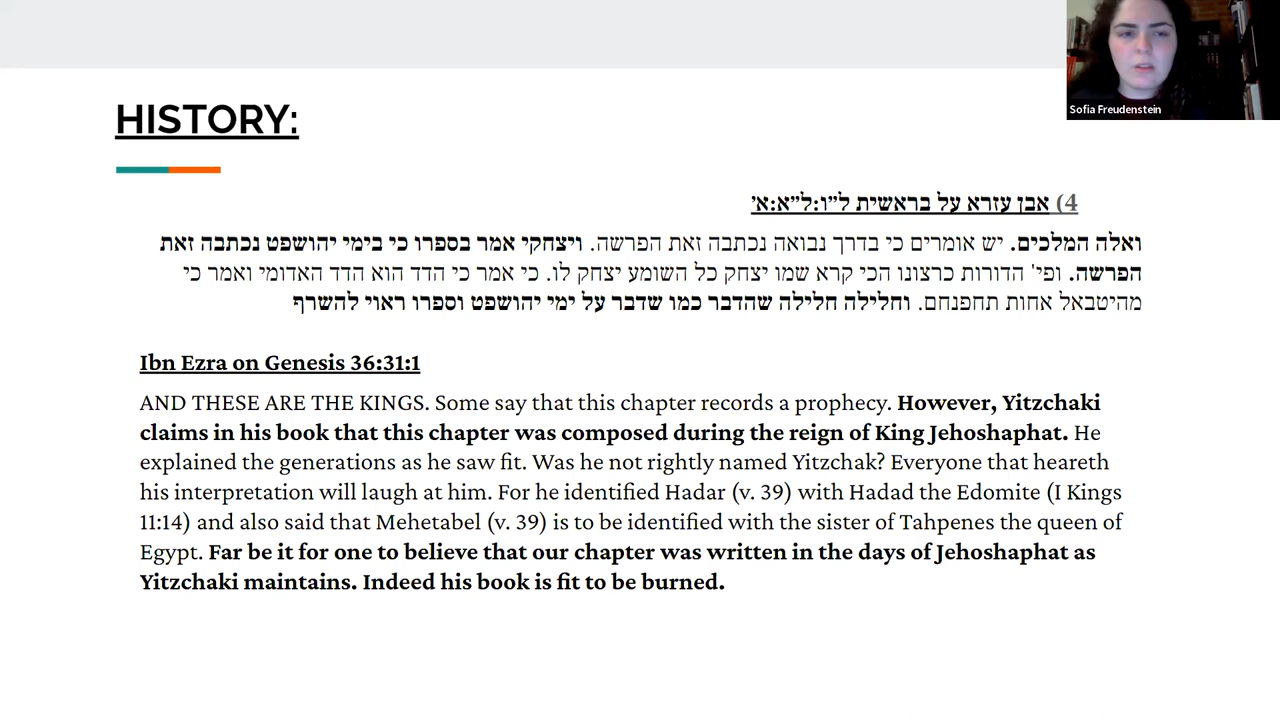 Sofia Freudenstein
HISTORY:
4) אבן עזרא על בראשית ל״ו:ל״א:א׳
ואלה המלכים. יש אומרים כי בדרך נבואה נכתבה זאת הפרשה. ויצחקי אמר בספרו כי בימי יהושפט נכתבה זאת
הפרשה. ופי' הדורות כרצונו הכי קרא שמו יצחק כל השומע יצחק לו. כי אמר כי הדד הוא הדד האדומי ואמר כי
מהיטבאל אחות תחפנחם. וחלילה חלילה שהדבר כמו שדבר על ימי יהושפט וספרו ראוי להשרף
Ibn Ezra on Genesis 36:31:1
AND THESE ARE THE KINGS. Some say that this chapter records a prophecy. However, Yitzchaki
claims in his book that this chapter was composed during the reign of King Jehoshaphat. He
explained the generations as he saw fit. Was he not rightly named Yitzchak? Everyone that heareth
his interpretation will laugh at him. For he identified Hadar (v. 39) with Hadad the Edomite (I Kings
11:14) and also said that Mehetabel (v. 39) is to be identified with the sister of Tahpenes the queen of
Egypt. Far be it for one to believe that our chapter was written in the days of Jehoshaphat as
Yitzchaki maintains. Indeed his book is fit to be burned.